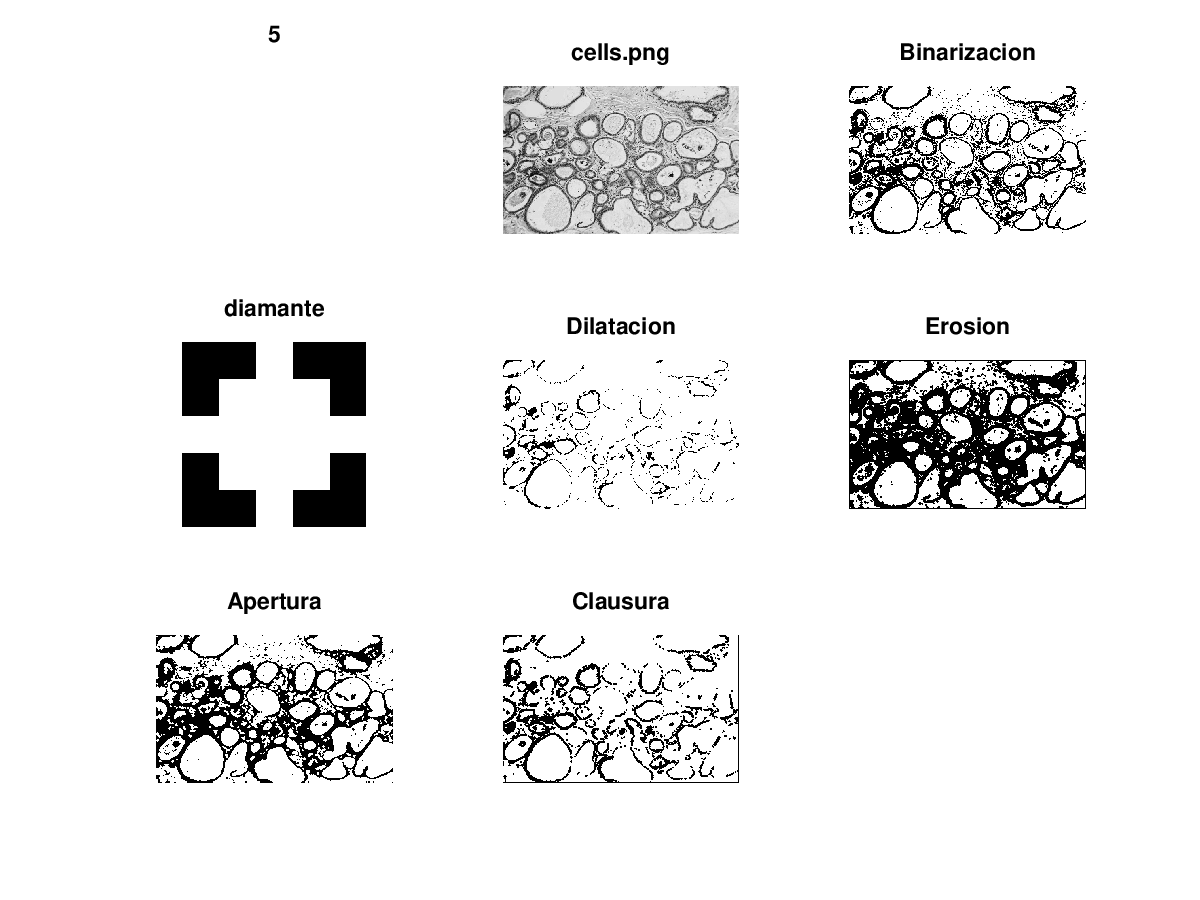 5
cells.png
Binarizacion
diamante
Dilatacion
Erosion
Apertura
Clausura